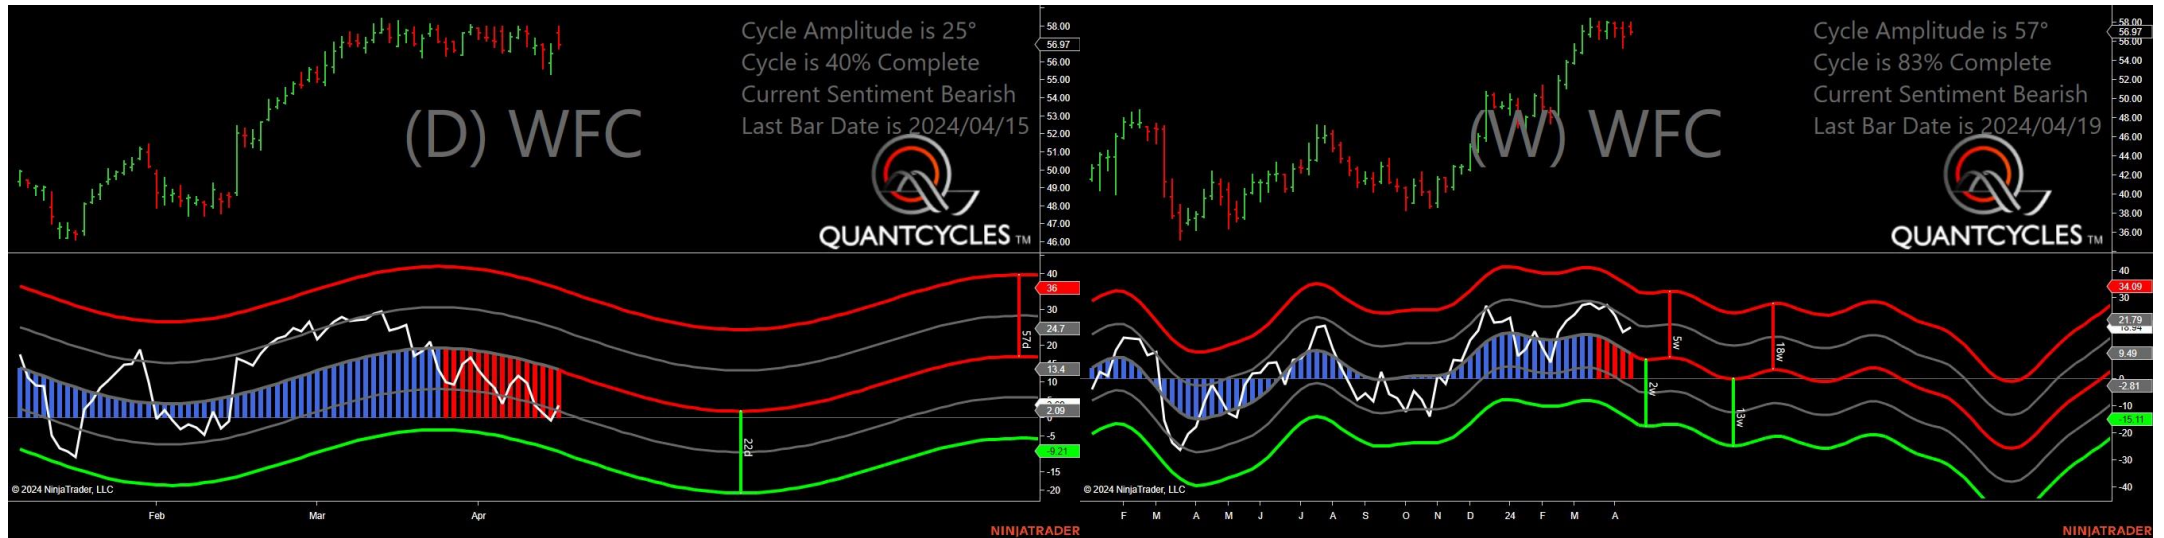 Cycle Amplitude is 25°
Cycle is 40% Complete
Current Sentiment Bearish
Last Bar Date is 2024/04/15
(D) WFC
QUANTCYCLES TM
58.00
56.97
56.00
55.00
54.00
53.00
52.00
51.00
50.00
49.00
48.00
47.00
46.00
40
36
30
24.7
20
15
13.4
10
2.09
0
-5
-9.21
-15
-20
57d
22d
© 2024 NinjaTrader, LLC
Feb Mar Apr
NINJATRADER
Cycle Amplitude is 57°
Cycle is 83% Complete
Current Sentiment Bearish
Last Bar Date is 2024/04/19
(W) WFC
QUANTCYCLES TM
58.00
56.97
56.00
54.00
52.00
50.00
48.00
46.00
44.00
42.00
40.00
38.00
36.00
40
34.09
30
21.79
18.94
9.49
0
-2.81
-10
-15.11
-20
-30
-40
5w
18w
2w
13w
© 2024 NinjaTrader, LLC
F M A M J J A S O N D 24 F M A
NINJATRADER